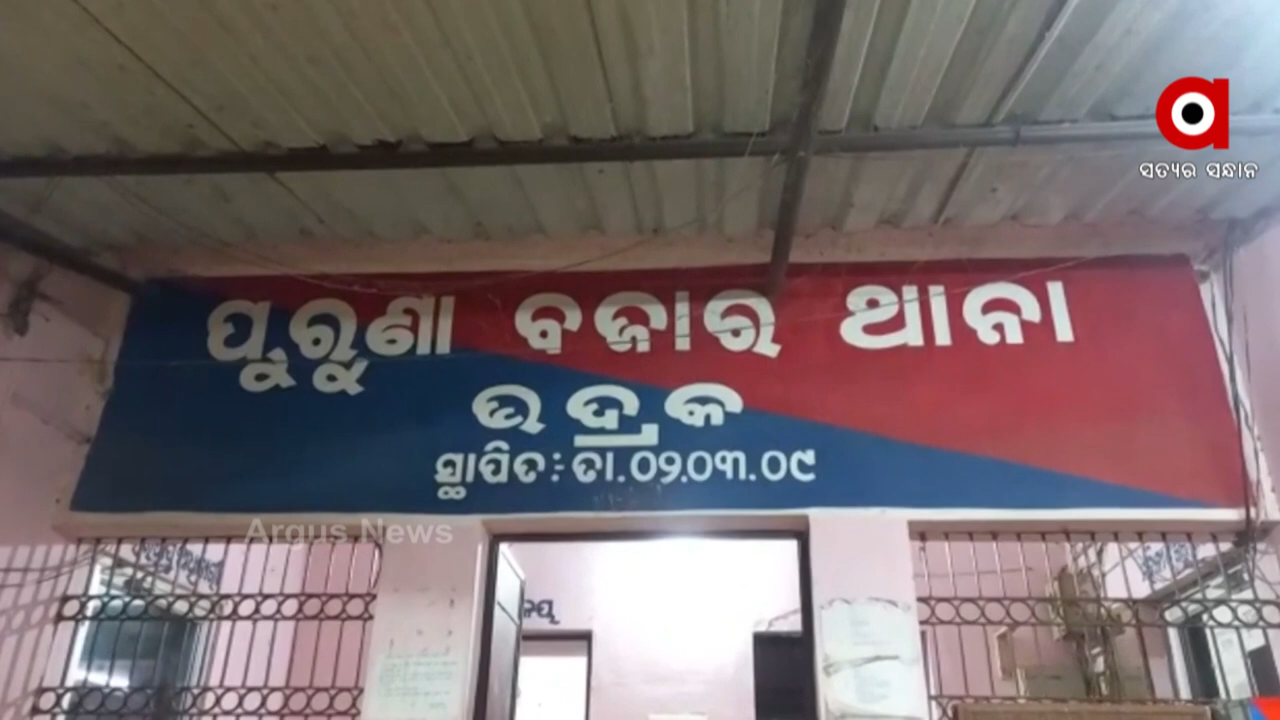 ସତ୍ୟର ସନ୍ଧାନ
ପୁରୁଣା ବଜାର ଥାନା
ଭଦ୍ରକ
ସ୍ଥାପିତ:- ତା.୦୨.୦୩.୦୯
Argus News